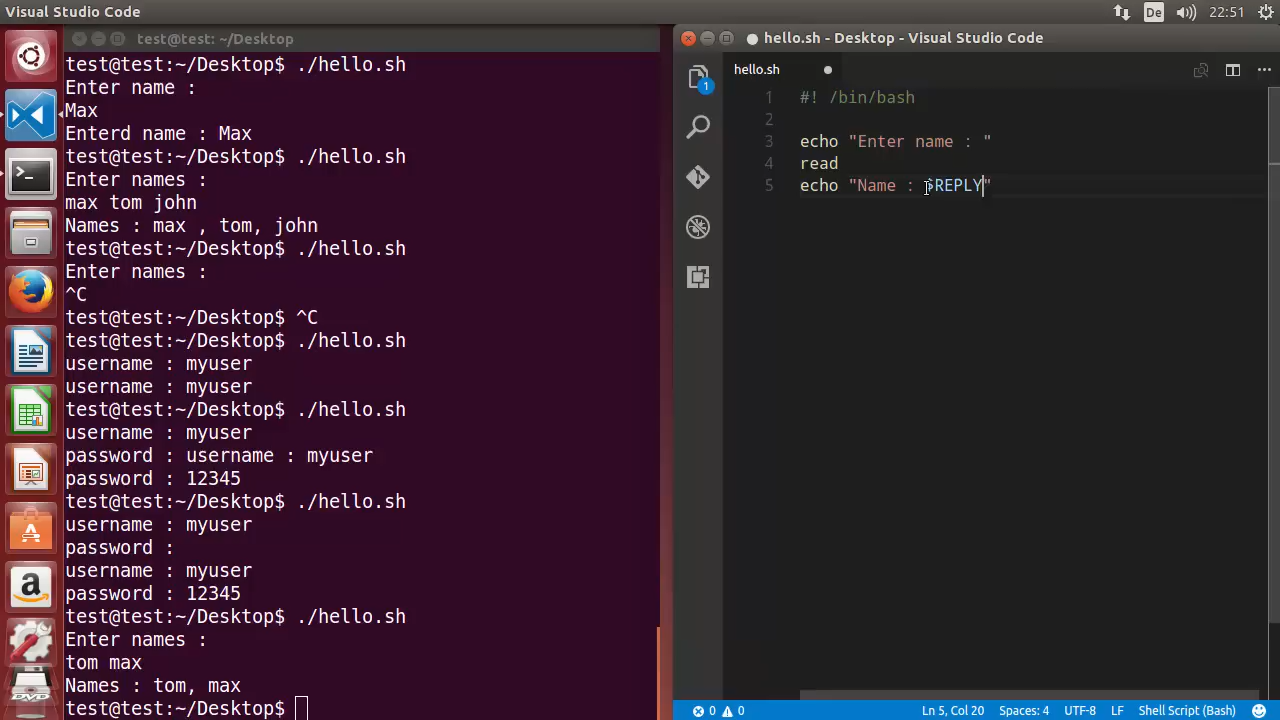 Visual Studio Code
De
22:51
test@test: ~/Desktop
test@test:~/Desktop$ ./hello.sh
Enter name :
Max
Enterd name : Max
test@test:~/Desktop$ ./hello.sh
Enter names :
max tom john
Names : max , tom, john
test@test:~/Desktop$ ./hello.sh
Enter names :
^C
test@test:~/Desktop$ ^C
test@test:~/Desktop$ ./hello.sh
username : myuser
username : myuser
test@test:~/Desktop$ ./hello.sh
username : myuser
password : username : myuser
password : 12345
test@test:~/Desktop$ ./hello.sh
username : myuser
password :
username : myuser
password : 12345
test@test:~/Desktop$ ./hello.sh
Enter names :
tom max
Names : tom, max
test@test:~/Desktop$
● hello.sh - Desktop - Visual Studio Code
hello.sh
1
1 #! /bin/bash
2
3 echo "Enter name : "
4 read
5 echo "Name : $REPLY"
0 0 Ln 5, Col 20 Spaces: 4 UTF-8 LF Shell Script (Bash)